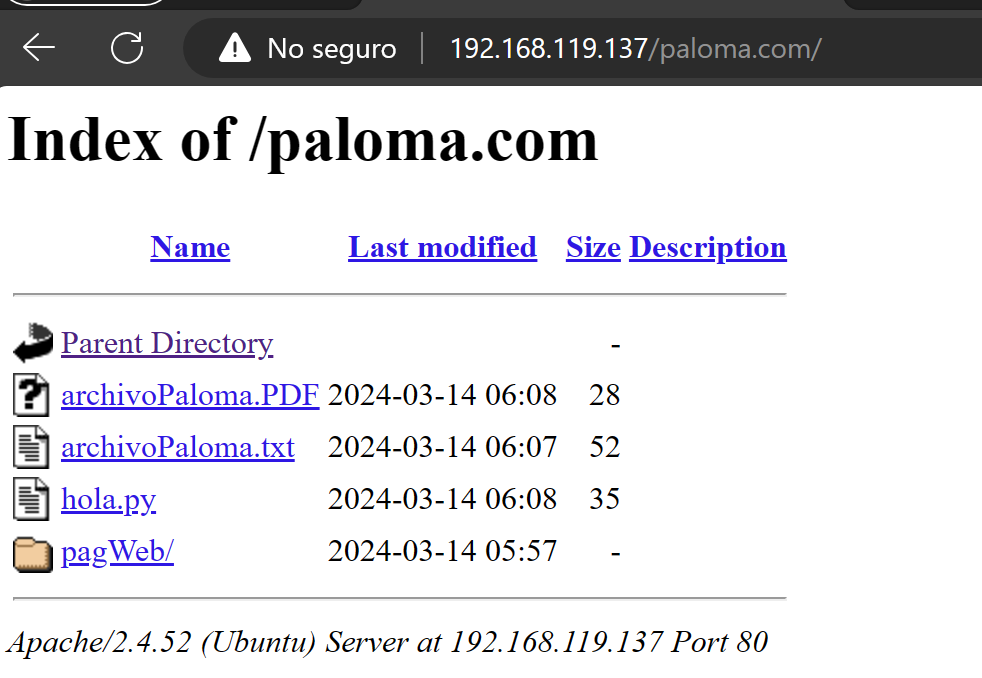 No seguro 192.168.119.137/paloma.com/
Index of /paloma.com
Name Last modified Size Description
Parent Directory -
archivoPaloma.PDF 2024-03-14 06:08 28
archivoPaloma.txt 2024-03-14 06:07 52
hola.py 2024-03-14 06:08 35
pagWeb/ 2024-03-14 05:57 -
Apache/2.4.52 (Ubuntu) Server at 192.168.119.137 Port 80